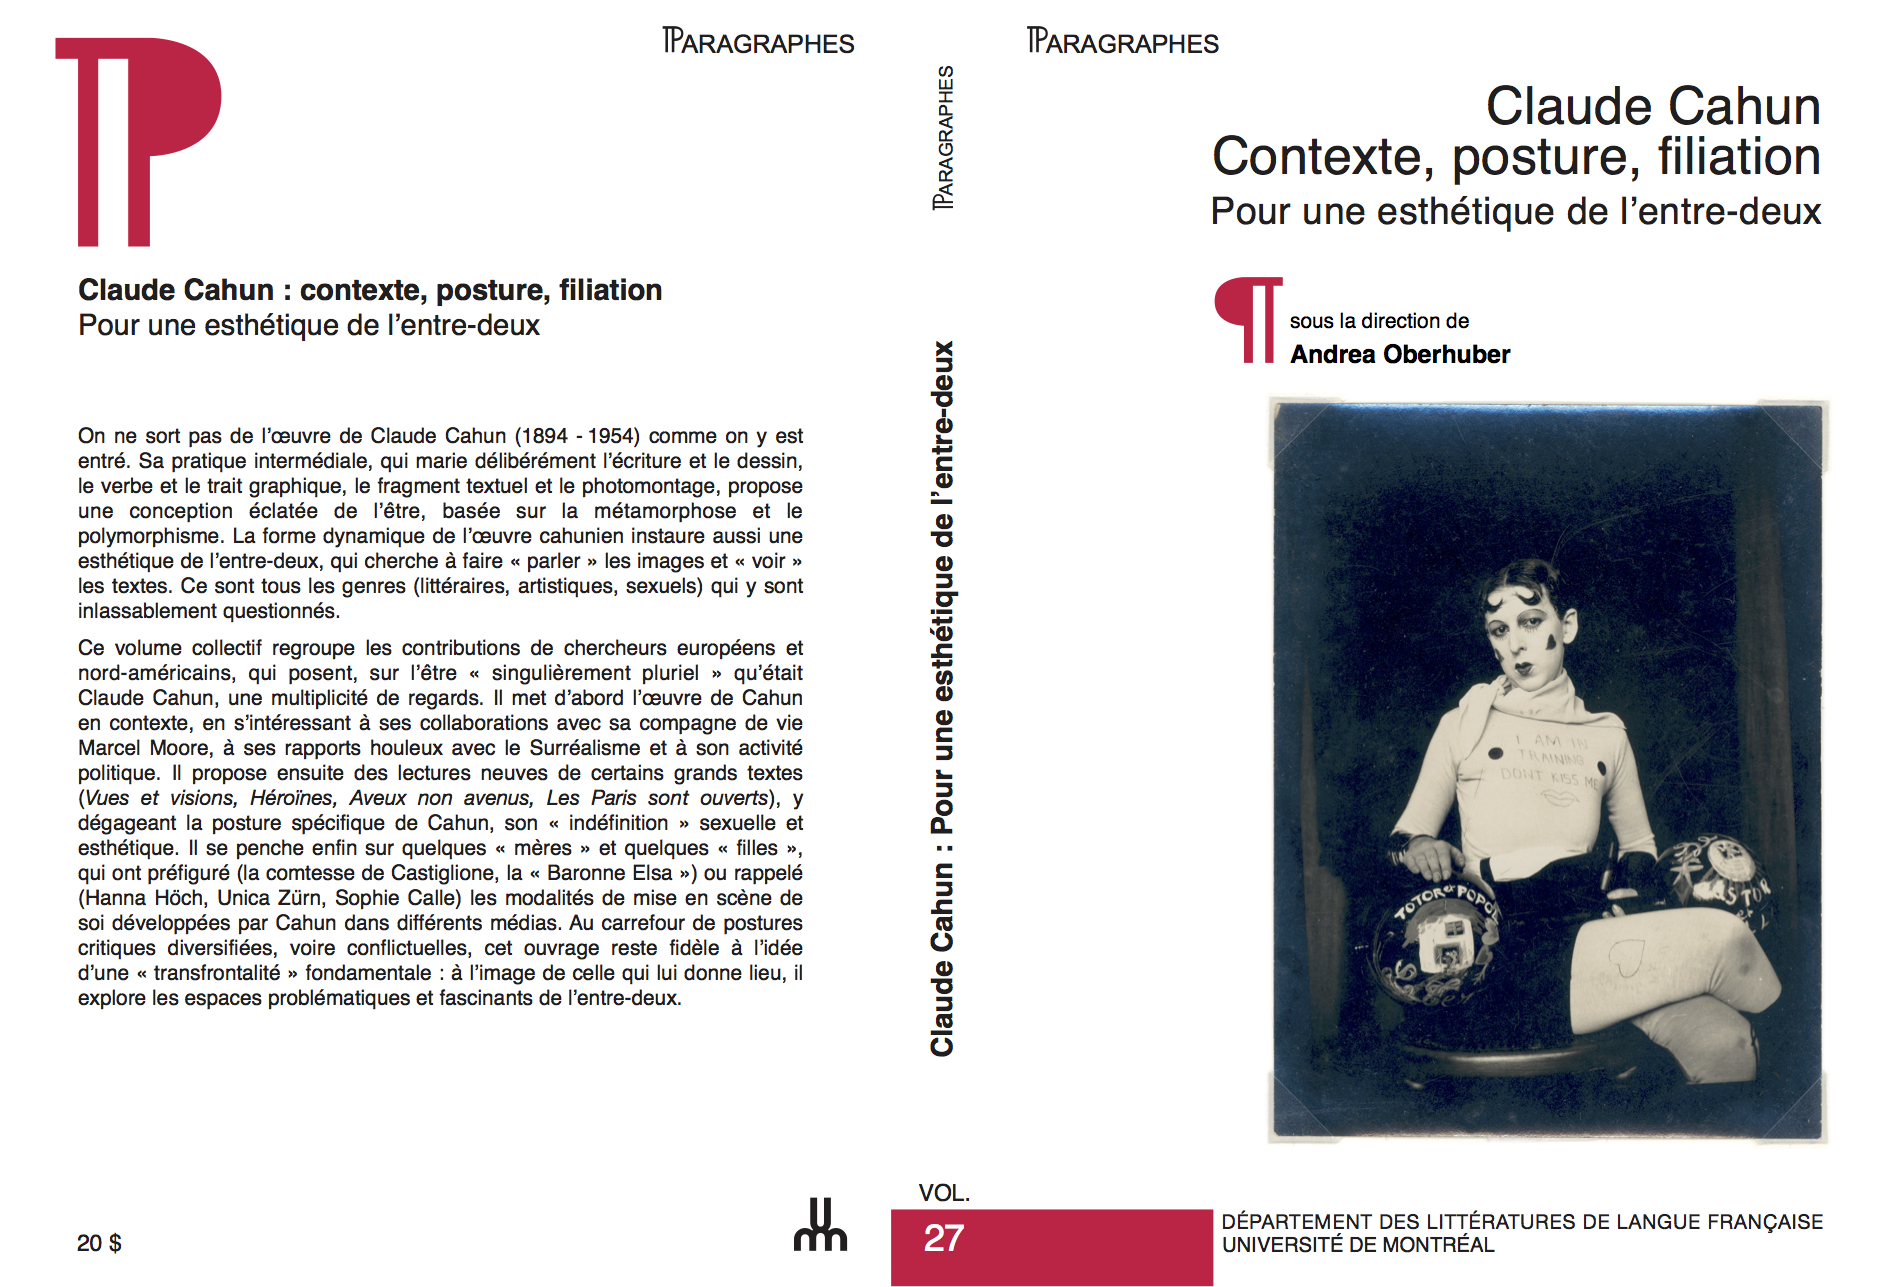 PARAGRAPHES
Claude Cahun : contexte, posture, filiation
Pour une esthétique de l'entre-deux
On ne sort pas de l'œuvre de Claude Cahun (1894 - 1954) comme on y est
entré. Sa pratique intermédiale, qui marie délibérément l'écriture et le dessin,
le verbe et le trait graphique, le fragment textuel et le photomontage, propose
une conception éclatée de l'être, basée sur la métamorphose et le
polymorphisme. La forme dynamique de l'œuvre cahunien instaure aussi une
esthétique de l'entre-deux, qui cherche à faire « parler » les images et « voir »
les textes. Ce sont tous les genres (littéraires, artistiques, sexuels) qui y sont
inlassablement questionnés.
Ce volume collectif regroupe les contributions de chercheurs européens et
nord-américains, qui posent, sur l'être « singulièrement pluriel » qu'était
Claude Cahun, une multiplicité de regards. Il met d'abord l'œuvre de Cahun
en contexte, en s'intéressant à ses collaborations avec sa compagne de vie
Marcel Moore, à ses rapports houleux avec le Surréalisme et à son activité
politique. Il propose ensuite des lectures neuves de certains grands textes
(Vues et visions, Héroïnes, Aveux non avenus, Les Paris sont ouverts), y
dégageant la posture spécifique de Cahun, son « indéfinition » sexuelle et
esthétique. Il se penche enfin sur quelques « mères » et quelques « filles »,
qui ont préfiguré (la comtesse de Castiglione, la « Baronne Elsa ») ou rappelé
(Hanna Höch, Unica Zürn, Sophie Calle) les modalités de mise en scène de
soi développées par Cahun dans différents médias. Au carrefour de postures
critiques diversifiées, voire conflictuelles, cet ouvrage reste fidèle à l'idée
d'une « transfrontalité » fondamentale : à l'image de celle qui lui donne lieu, il
explore les espaces problématiques et fascinants de l'entre-deux.
20 $
PARAGRAPHES
Claude Cahun : Pour une esthétique de l'entre-deux
VOL.
27
PARAGRAPHES
Claude Cahun
Contexte, posture, filiation
Pour une esthétique de l'entre-deux
sous la direction de
Andrea Oberhuber
I AM IN
TRAINING
DONT KISS ME
TOTOR et POPOL
CASTOR
DÉPARTEMENT DES LITTÉRATURES DE LANGUE FRANÇAISE
UNIVERSITÉ DE MONTRÉAL